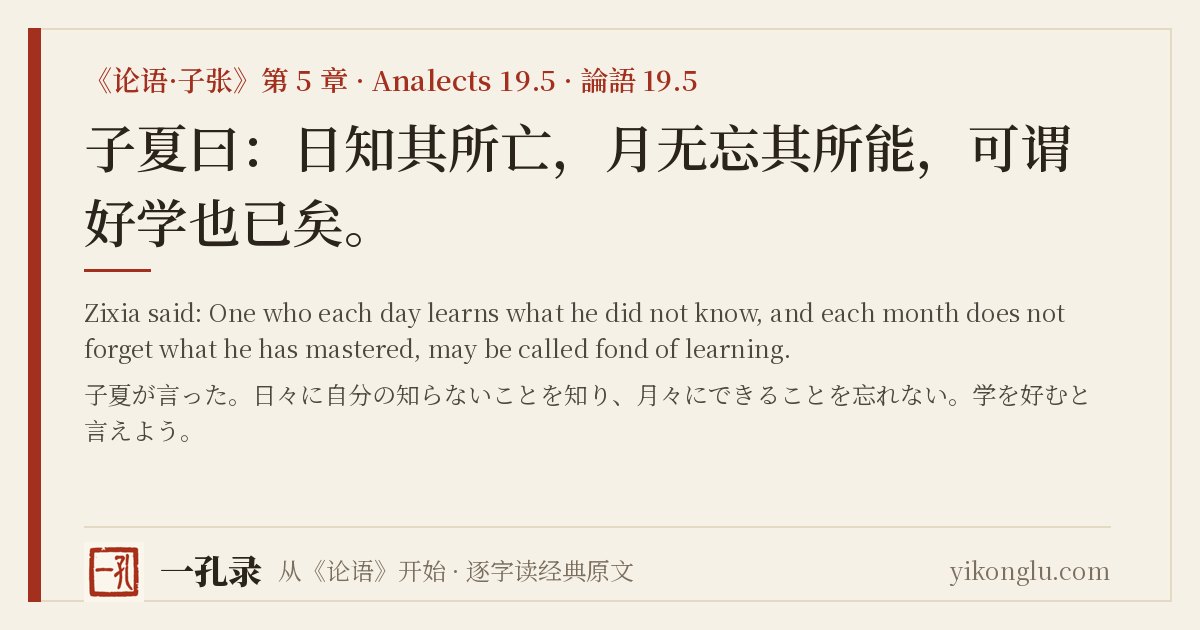 《论语·子张》第 5 章 · Analects 19.5 · 論語 19.5
子夏曰：日知其所亡，月无忘其所能，可谓
好学也已矣。
Zixia said: One who each day learns what he did not know, and each month does not
forget what he has mastered, may be called fond of learning.
子夏が言った。日々に自分の知らないことを知り、月々にできることを忘れない。学を好むと
言えよう。
一孔
一孔录 从《论语》开始 · 逐字读经典原文 yikonglu.com